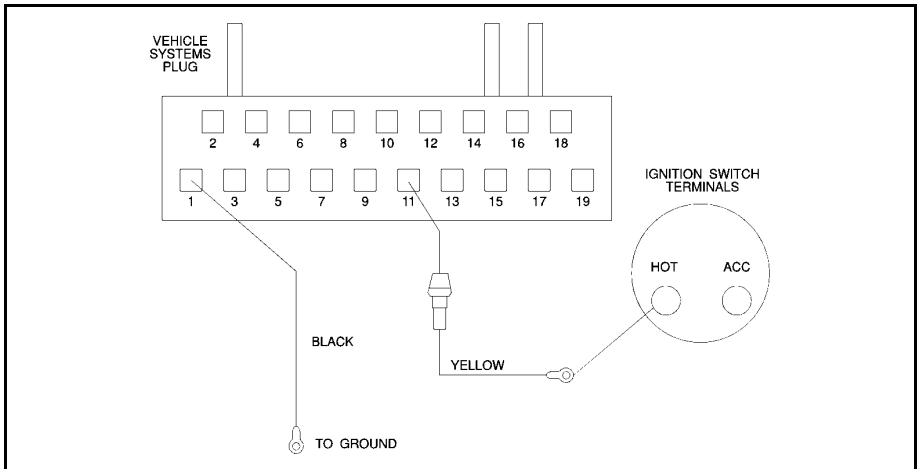 VEHICLE
SYSTEMS
PLUG
2 4 6 8 10 12 14 16 18
1 3 5 7 9 11 13 15 17 19
IGNITION SWITCH
TERMINALS
HOT ACC
BLACK
YELLOW
TO GROUND